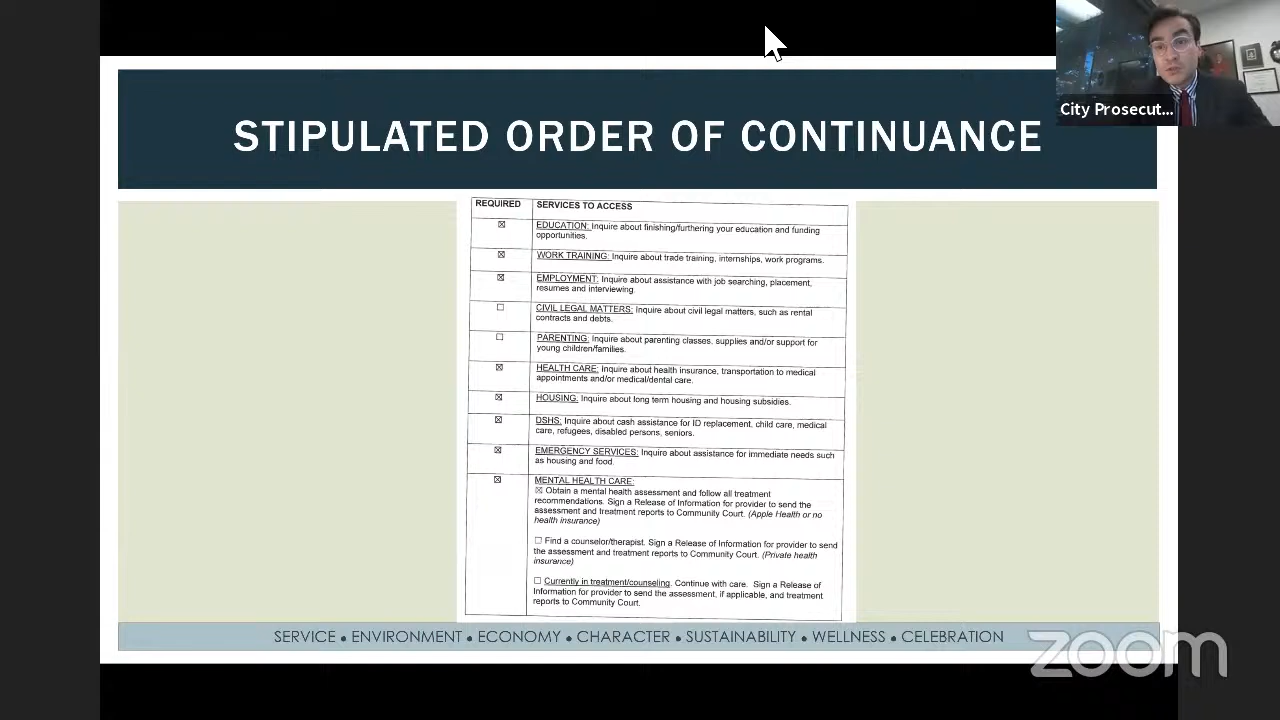 City Prosecut...
STIPULATED ORDER OF CONTINUANCE
REQUIRED SERVICES TO ACCESS
☒ EDUCATION: Inquire about finishing/furthering your education and funding
opportunities.
☒ WORK TRAINING: Inquire about trade training, internships, work programs.
☒ EMPLOYMENT: Inquire about assistance with job searching, placement,
resumes and interviewing.
☐ CIVIL LEGAL MATTERS: Inquire about civil legal matters, such as rental
contracts and debts.
☐ PARENTING: Inquire about parenting classes, supplies and/or support for
young children/families.
☒ HEALTH CARE: Inquire about health insurance, transportation to medical
appointments and/or medical/dental care.
☒ HOUSING: Inquire about long term housing and housing subsidies.
☒ DSHS: Inquire about cash assistance for ID replacement, child care, medical
care, refugees, disabled persons, seniors.
☒ EMERGENCY SERVICES: Inquire about assistance for immediate needs such
as housing and food.
☒ MENTAL HEALTH CARE:
☒ Obtain a mental health assessment and follow all treatment
recommendations. Sign a Release of Information for provider to send the
assessment and treatment reports to Community Court. (Apple Health or no
health insurance)
☐ Find a counselor/therapist. Sign a Release of Information for provider to send
the assessment and treatment reports to Community Court. (Private health
insurance)
☐ Currently in treatment/counseling. Continue with care. Sign a Release of
Information for provider to send the assessment, if applicable, and treatment
reports to Community Court.
SERVICE • ENVIRONMENT • ECONOMY • CHARACTER • SUSTAINABILITY • WELLNESS • CELEBRATION
zoom